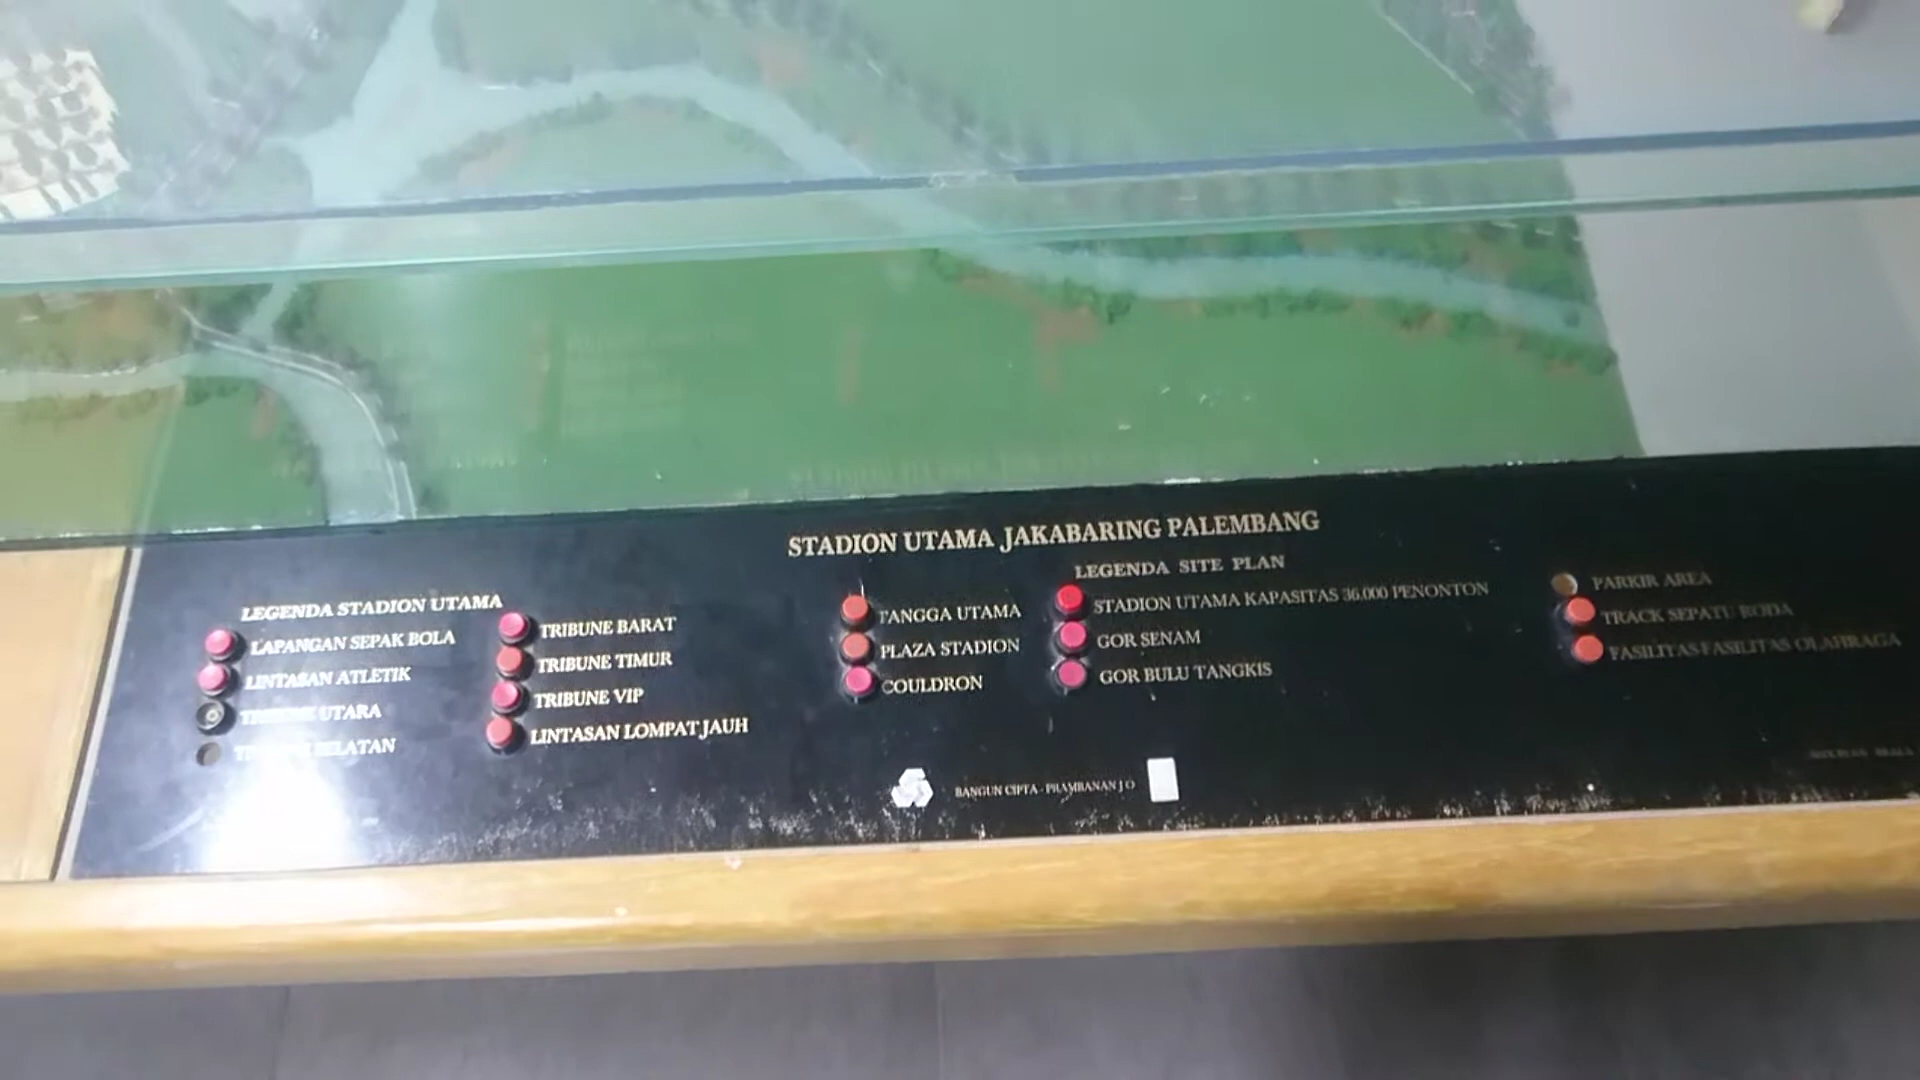 STADION UTAMA JAKABARING PALEMBANG
LEGENDA STADION UTAMA
LAPANGAN SEPAK BOLA
LINTASAN ATLETIK
UTARA
SELATAN
TRIBUNE BARAT
TRIBUNE TIMUR
TRIBUNE VIP
LINTASAN LOMPAT JAUH
TANGGA UTAMA
PLAZA STADION
COULDRON
LEGENDA SITE PLAN
STADION UTAMA KAPASITAS 36.000 PENONTON
GOR SENAM
GOR BULU TANGKIS
PARKIR AREA
TRACK SEPATU RODA
FASILITAS-FASILITAS OLAHRAGA
BANGUN CIPTA - PRAMBANAN J O